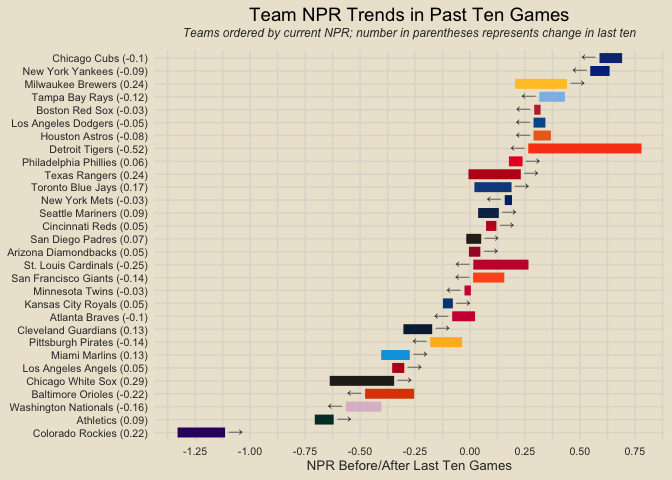 Team NPR Trends in Past Ten Games
Teams ordered by current NPR; number in parentheses represents change in last ten
Chicago Cubs (-0.1)
New York Yankees (-0.09)
Milwaukee Brewers (0.24)
Tampa Bay Rays (-0.12)
Boston Red Sox (-0.03)
Los Angeles Dodgers (-0.05)
Houston Astros (-0.08)
Detroit Tigers (-0.52)
Philadelphia Phillies (0.06)
Texas Rangers (0.24)
Toronto Blue Jays (0.17)
New York Mets (-0.03)
Seattle Mariners (0.09)
Cincinnati Reds (0.05)
San Diego Padres (0.07)
Arizona Diamondbacks (0.05)
St. Louis Cardinals (-0.25)
San Francisco Giants (-0.14)
Minnesota Twins (-0.03)
Kansas City Royals (0.05)
Atlanta Braves (-0.1)
Cleveland Guardians (0.13)
Pittsburgh Pirates (-0.14)
Miami Marlins (0.13)
Los Angeles Angels (0.05)
Chicago White Sox (0.29)
Baltimore Orioles (-0.22)
Washington Nationals (-0.16)
Athletics (0.09)
Colorado Rockies (0.22)
-1.25 -1.00 -0.75 -0.50 -0.25 0.00 0.25 0.50 0.75
NPR Before/After Last Ten Games